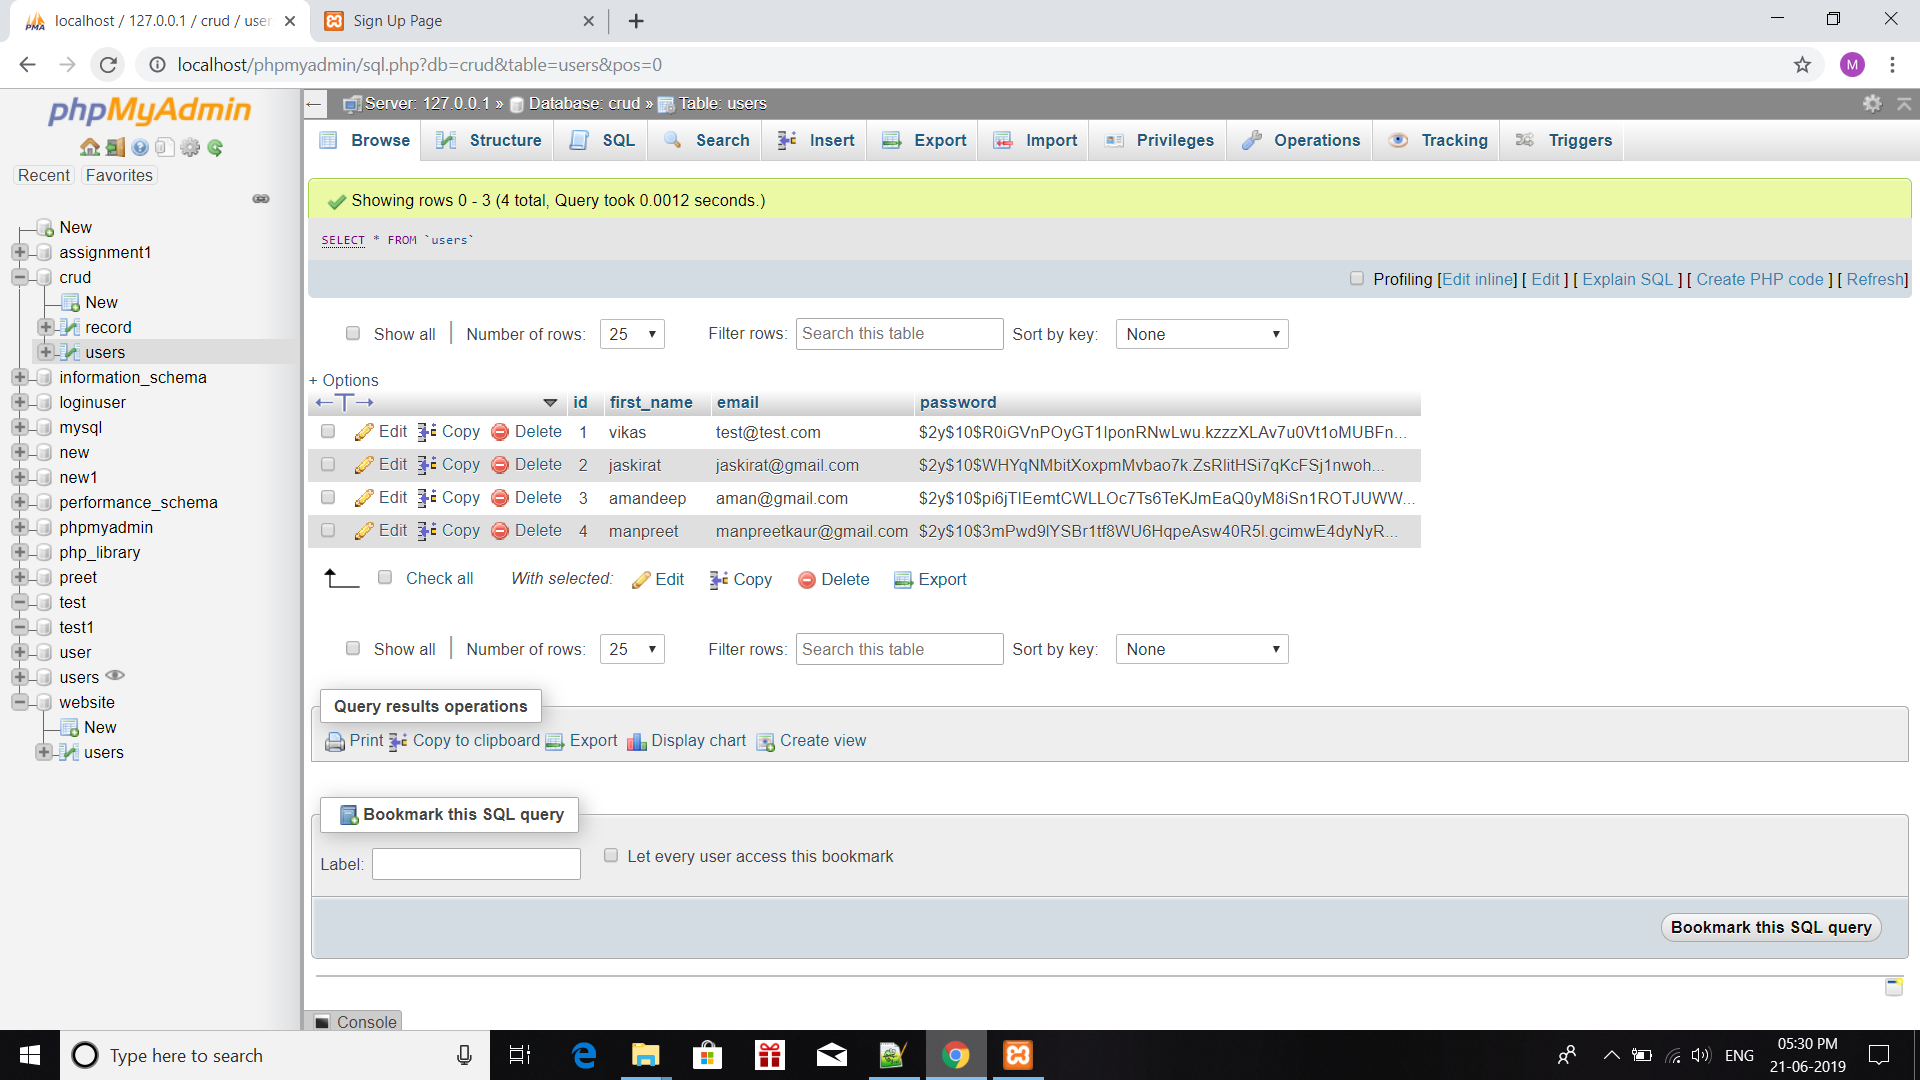 localhost / 127.0.0.1 / crud / user
Sign Up Page
localhost/phpmyadmin/sql.php?db=crud&table=users&pos=0
M
phpMyAdmin
Recent Favorites
New
assignment1
crud
New
record
users
information_schema
loginuser
mysql
new
new1
performance_schema
phpmyadmin
php_library
preet
test
test1
user
users
website
New
users
Server: 127.0.0.1 » Database: crud » Table: users
Browse Structure SQL Search Insert Export Import Privileges Operations Tracking Triggers
Showing rows 0 - 3 (4 total, Query took 0.0012 seconds.)
SELECT * FROM `users`
Profiling [Edit inline] [ Edit ] [ Explain SQL ] [ Create PHP code ] [ Refresh]
Show all Number of rows: 25 Filter rows: Search this table Sort by key: None
+ Options
←T→ id first_name email password
Edit Copy Delete 1 vikas test@test.com $2y$10$R0iGVnPOyGT1IponRNwLwu.kzzzXLAv7u0Vt1oMUBFn...
Edit Copy Delete 2 jaskirat jaskirat@gmail.com $2y$10$WHYqNMbitXoxpmMvbao7k.ZsRlitHSi7qKcFSj1nwoh...
Edit Copy Delete 3 amandeep aman@gmail.com $2y$10$pi6jTIEemtCWLLOc7Ts6TeKJmEaQ0yM8iSn1ROTJUWW...
Edit Copy Delete 4 manpreet manpreetkaur@gmail.com $2y$10$3mPwd9lYSBr1tf8WU6HqpeAsw40R5l.gcimwE4dyNyR...
Check all With selected: Edit Copy Delete Export
Show all Number of rows: 25 Filter rows: Search this table Sort by key: None
Query results operations
Print Copy to clipboard Export Display chart Create view
Bookmark this SQL query
Label: Let every user access this bookmark
Bookmark this SQL query
Console
Type here to search
ENG
05:30 PM
21-06-2019